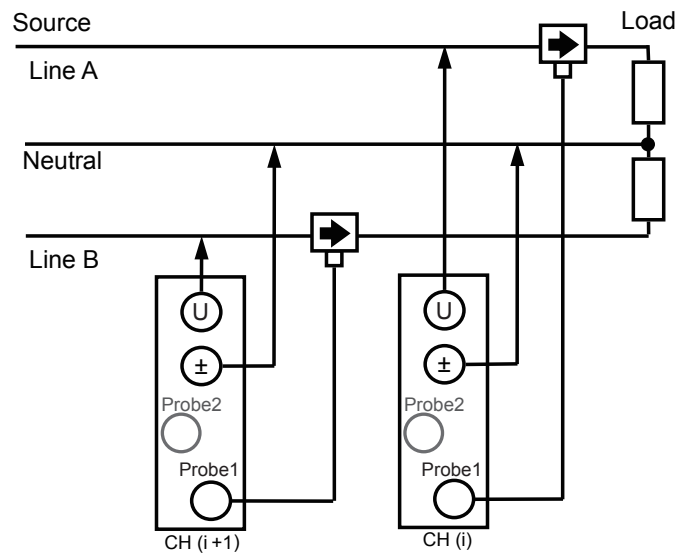 Source
Load
Line A
Neutral
Line B
U
U
±
±
Probe2
Probe2
Probe1
Probe1
CH (i +1)
CH (i)